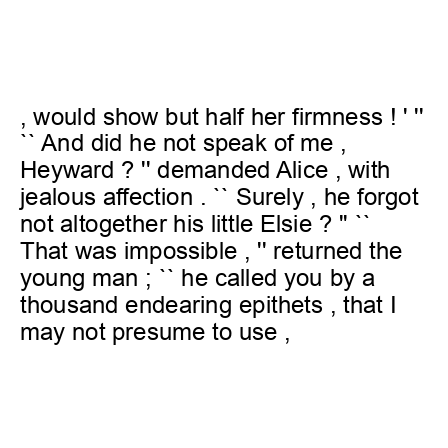 , would show but half her firmness ! ' ''
`` And did he not speak of me ,
Heyward ? '' demanded Alice , with
jealous affection . `` Surely , he forgot
not altogether his little Elsie ? " ``
That was impossible , '' returned the
young man ; `` he called you by a
thousand endearing epithets , that I
may not presume to use ,